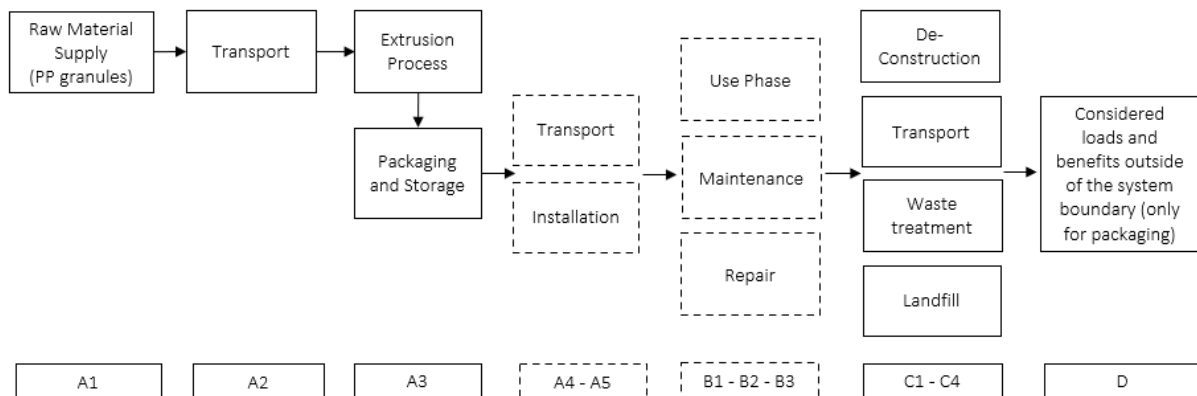 Raw Material
Supply
(PP granules)
Transport
Extrusion
Process
Packaging
and Storage
Transport
Installation
Use Phase
Maintenance
Repair
De-
Construction
Transport
Waste
treatment
Landfill
Considered
loads and
benefits outside
of the system
boundary (only
for packaging)
A1
A2
A3
A4 - A5
B1 - B2 - B3
C1 - C4
D